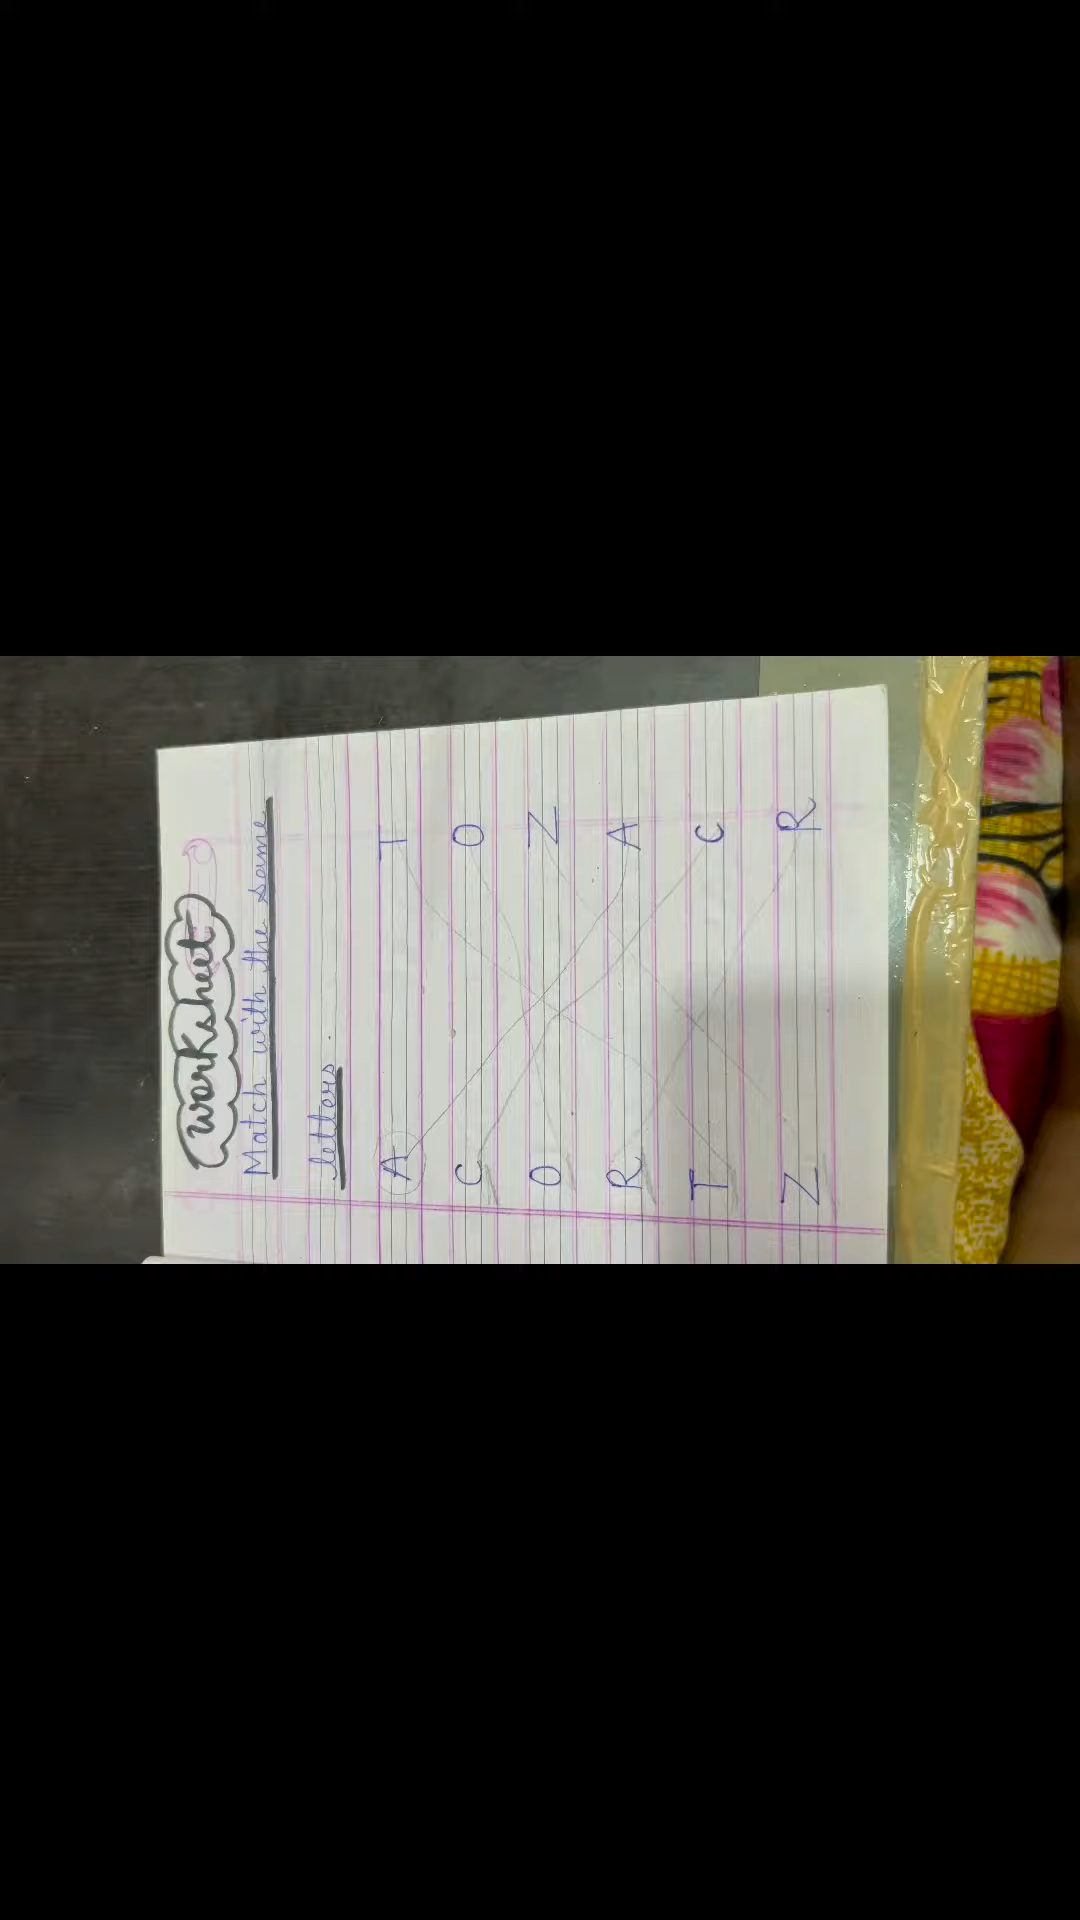 Worksheet
Match with the same
letters.
A T
C O
O Z
R A
T C
Z R